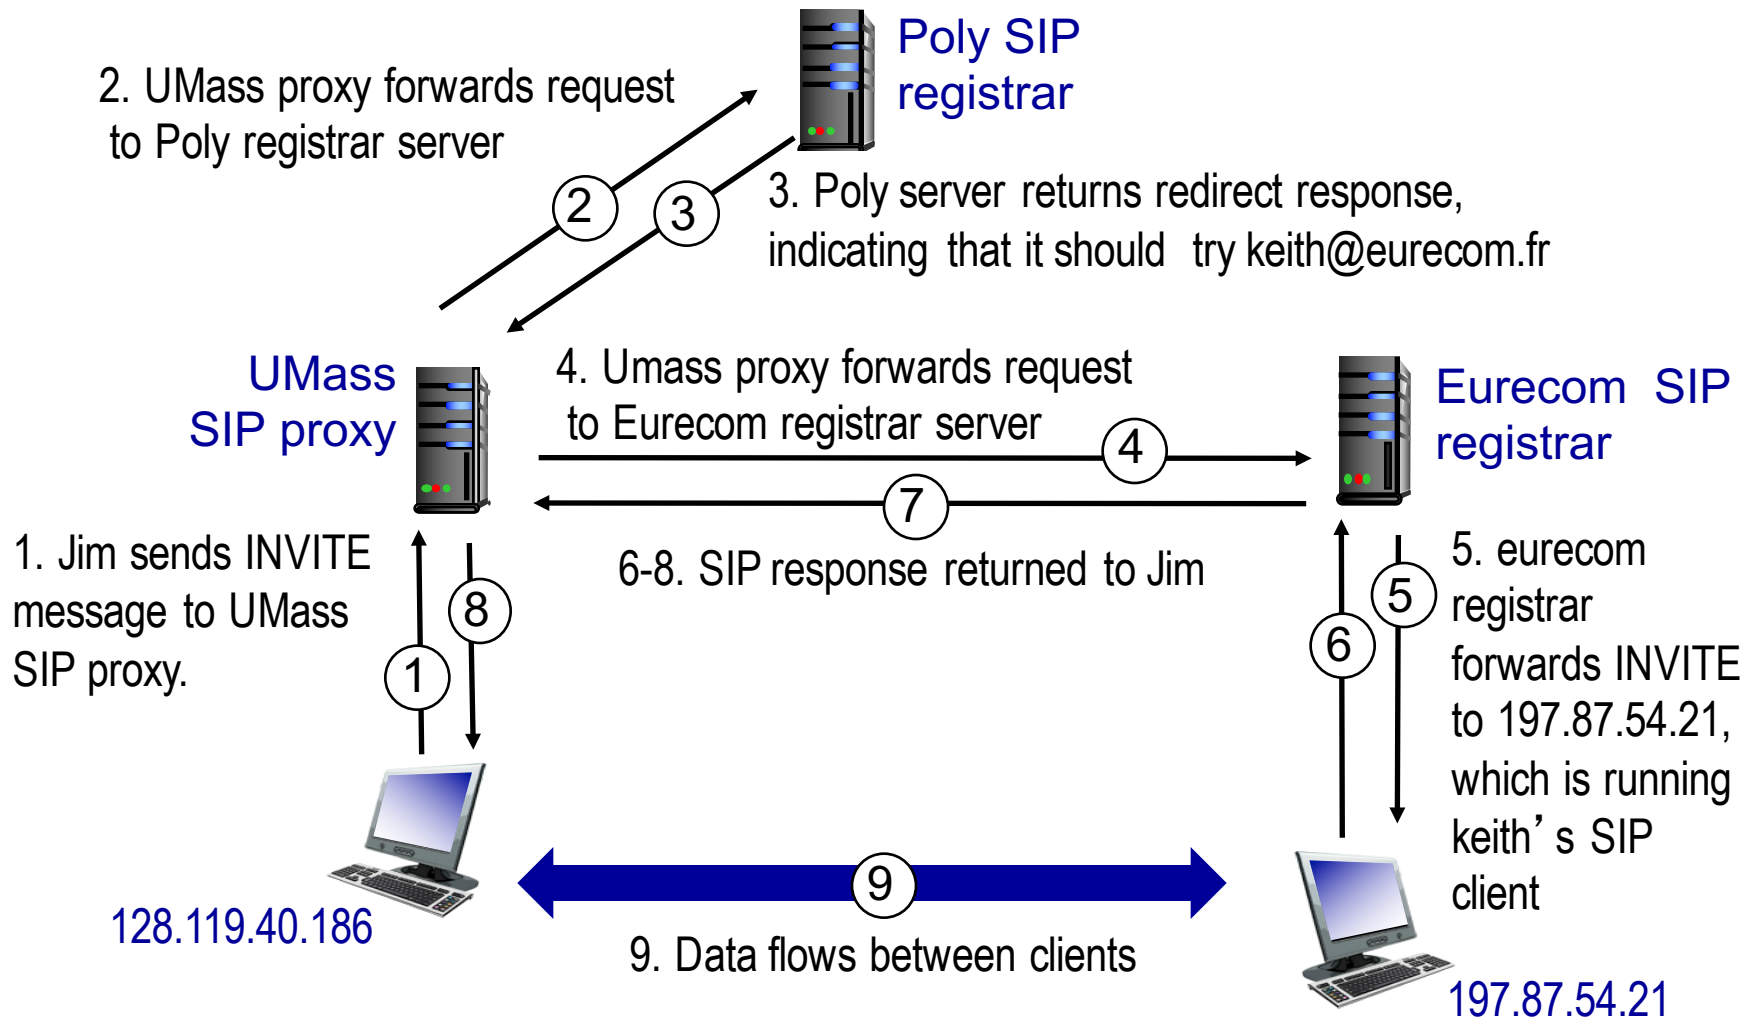 Poly SIP
registrar
2. UMass proxy forwards request
to Poly registrar server
2
3
3. Poly server returns redirect response,
indicating that it should try keith@eurecom.fr
UMass
SIP proxy
4. Umass proxy forwards request
to Eurecom registrar server
4
Eurecom SIP
registrar
7
1. Jim sends INVITE
message to UMass
SIP proxy.
8
1
6-8. SIP response returned to Jim
5
6
5. eurecom
registrar
forwards INVITE
to 197.87.54.21,
which is running
keith’s SIP
client
9
128.119.40.186
9. Data flows between clients
197.87.54.21